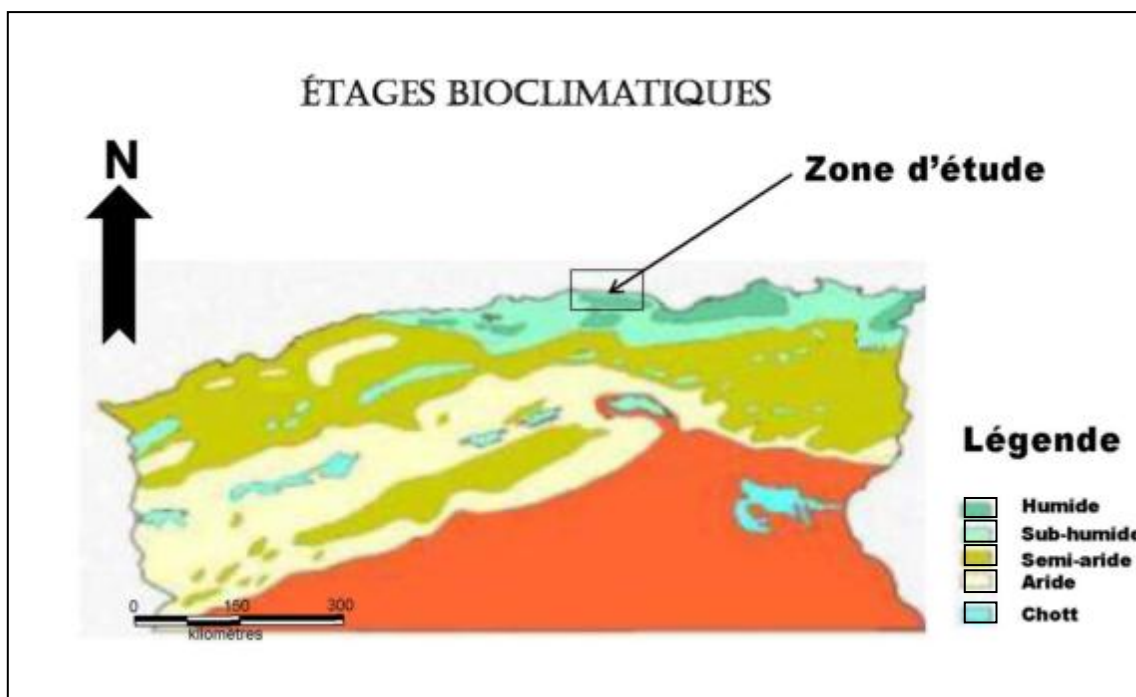 ÉTAGES BIOCLIMATIQUES
N
Zone d'étude
Légende
Humide
Sub-humide
Semi-aride
Aride
Chott
0 150 300
kilomètres